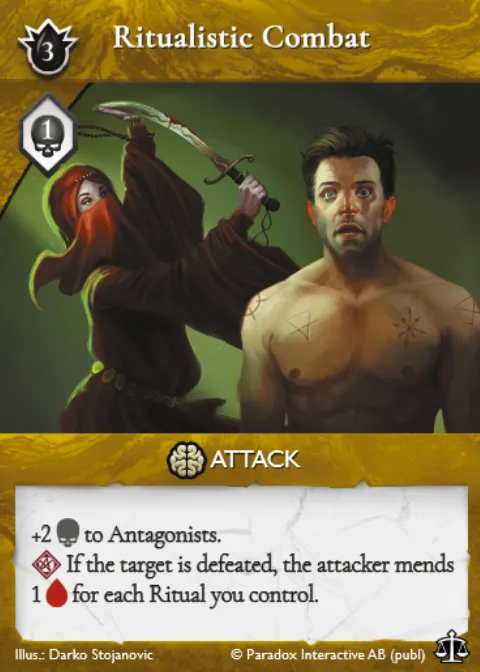 3
Ritualistic Combat
1
ATTACK
+2 to Antagonists.
If the target is defeated, the attacker mends
1 for each Ritual you control.
Illus.: Darko Stojanovic © Paradox Interactive AB (publ)